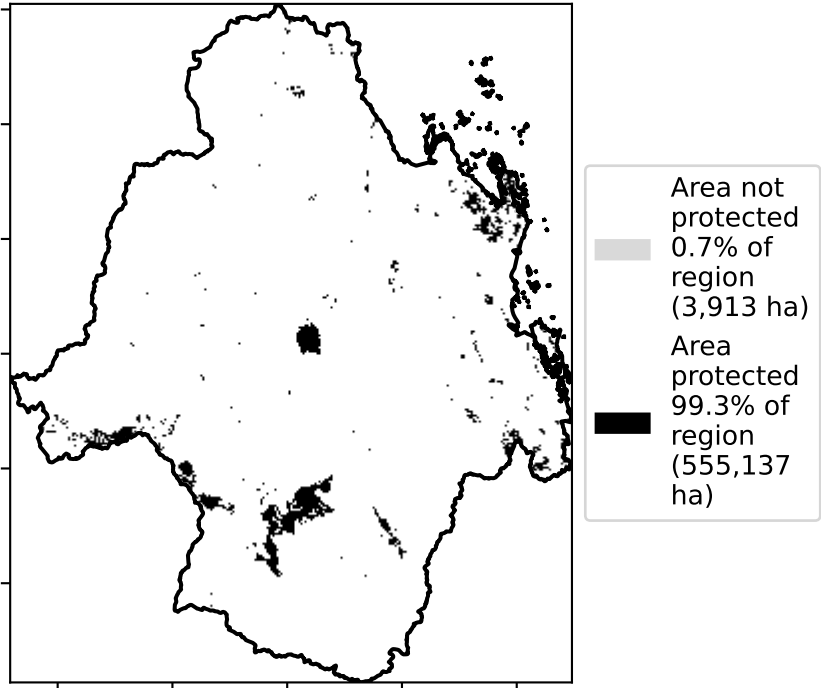 Area not
protected
0.7% of
region
(3,913 ha)
Area
protected
99.3% of
region
(555,137
ha)